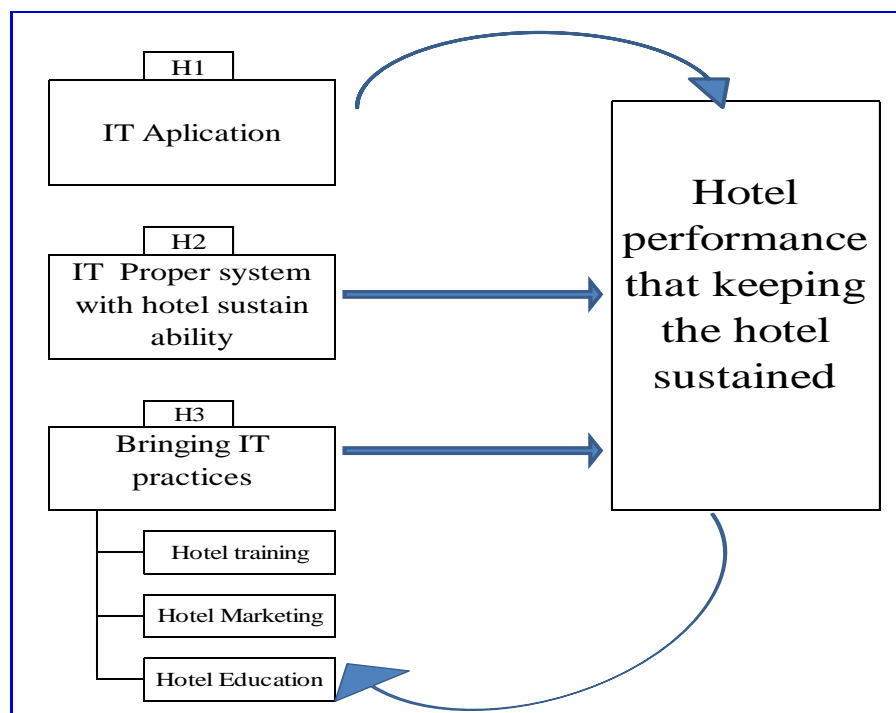 H1
IT Aplication
H2
IT Proper system
with hotel sustain
ability
H3
Bringing IT
practices
Hotel training
Hotel Marketing
Hotel Education
Hotel
performance
that keeping
the hotel
sustained